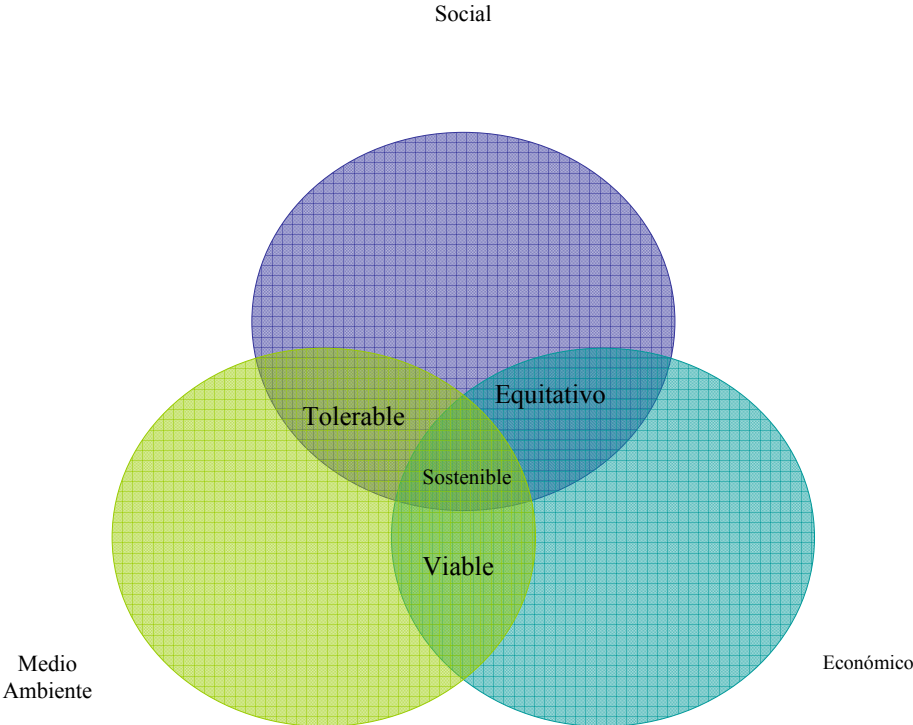 Social
Equitativo
Tolerable
Sostenible
Viable
Medio
Ambiente
Económico